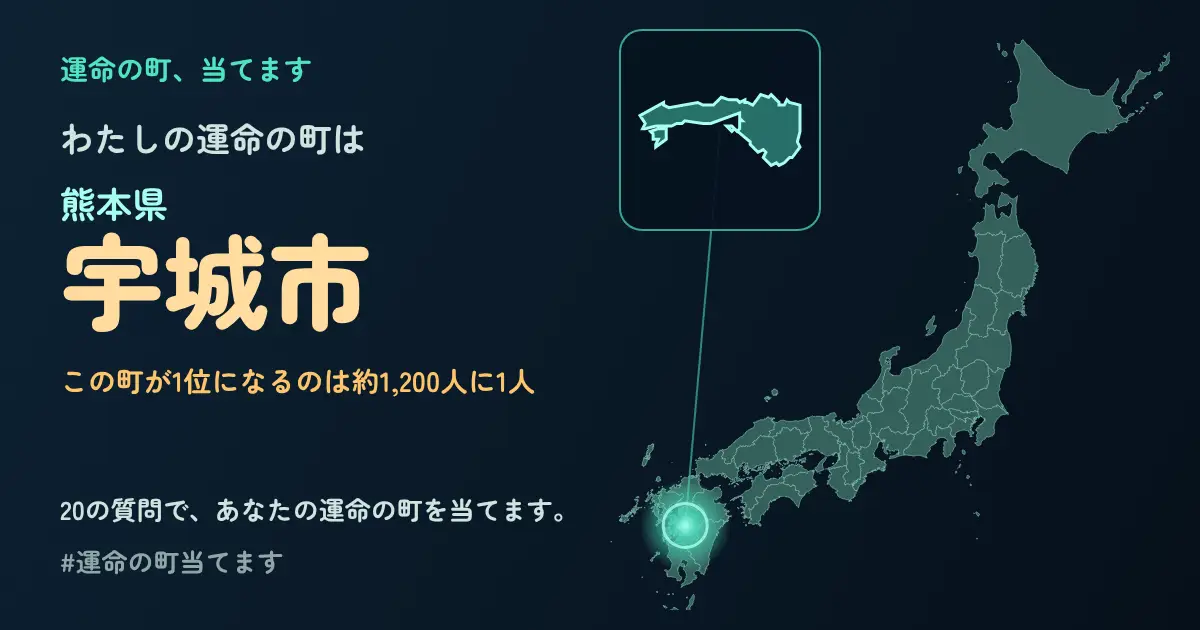 運命の町、当てます
わたしの運命の町は
熊本県
宇城市
この町が1位になるのは約1,200人に1人
20の質問で、あなたの運命の町を当てます。
#運命の町当てます